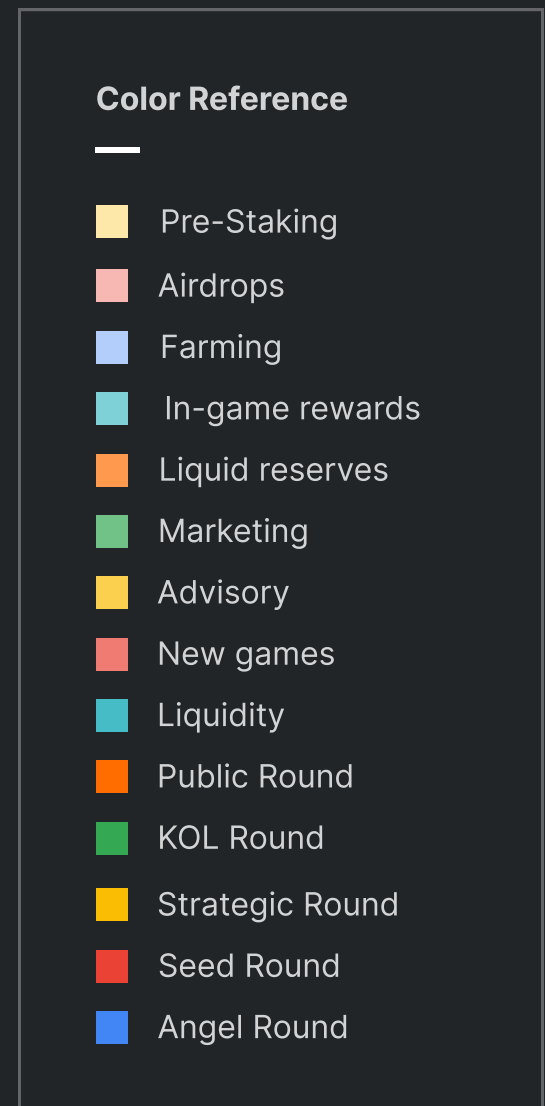 Color Reference
Pre-Staking
Airdrops
Farming
In-game rewards
Liquid reserves
Marketing
Advisory
New games
Liquidity
Public Round
KOL Round
Strategic Round
Seed Round
Angel Round